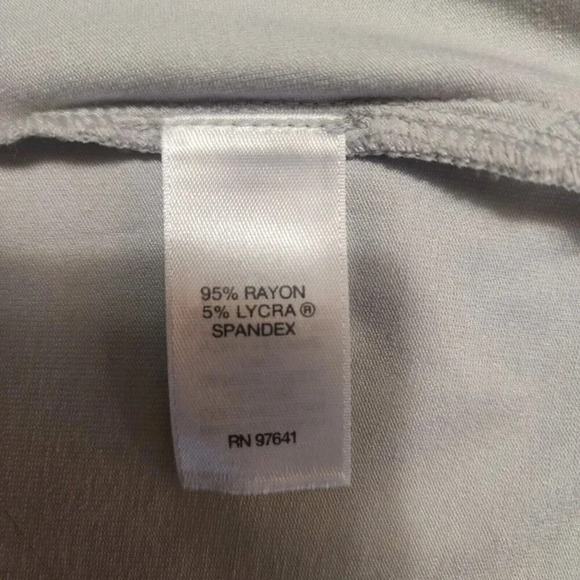 95% RAYON
5% LYCRA ®
SPANDEX
RN 97641